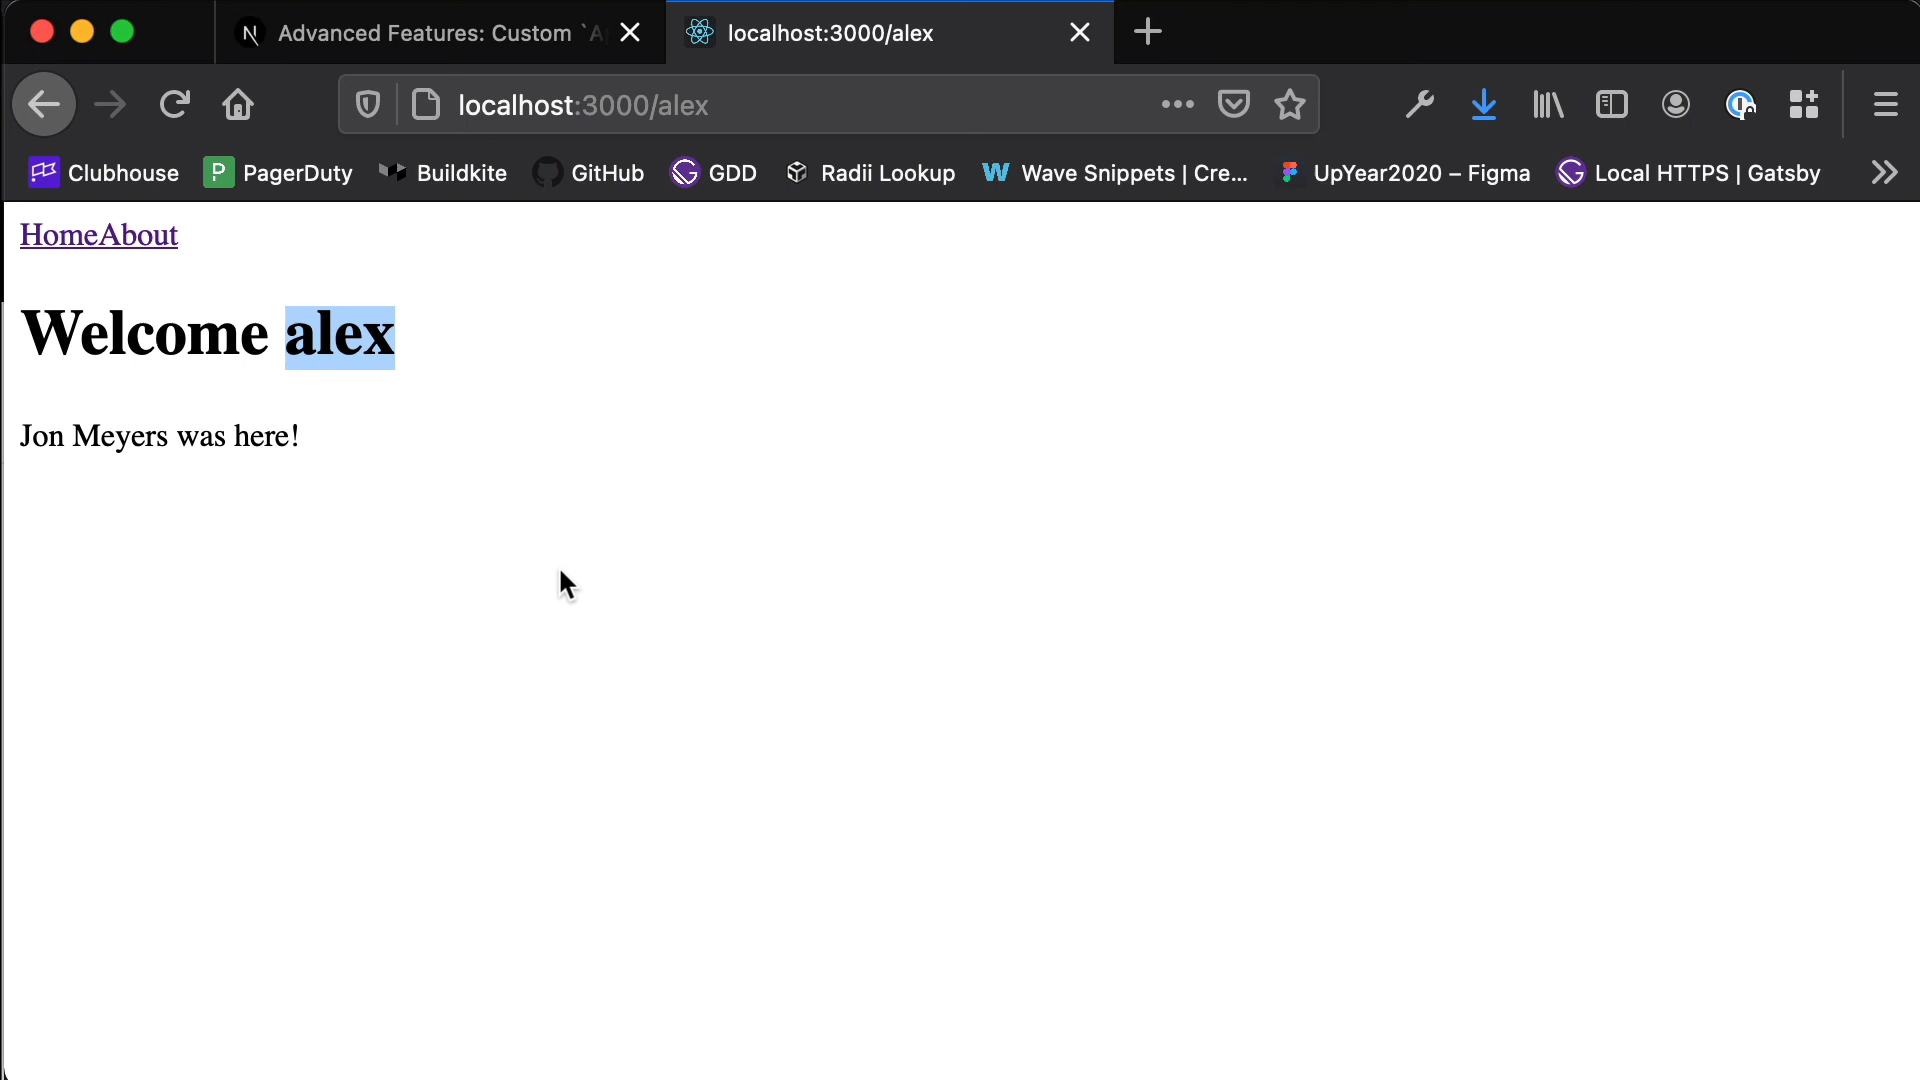 Advanced Features: Custom `A
localhost:3000/alex
localhost:3000/alex
Clubhouse PagerDuty Buildkite GitHub GDD Radii Lookup Wave Snippets | Cre... UpYear2020 – Figma Local HTTPS | Gatsby
HomeAbout
Welcome alex
Jon Meyers was here!